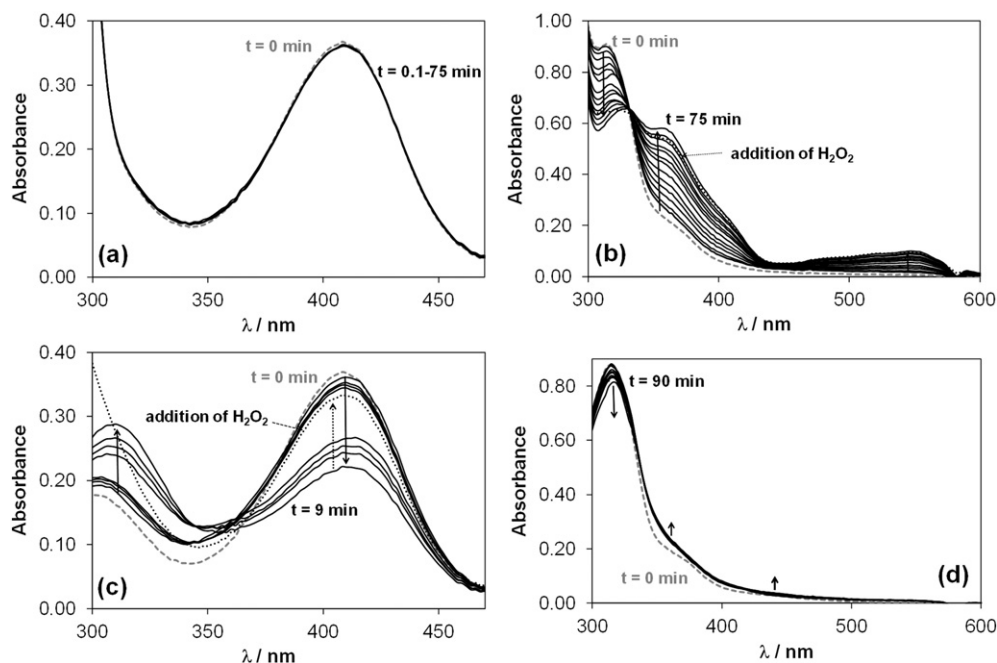 0.40
0.30
0.20
0.10
0.00
Absorbance
t = 0 min
t = 0.1-75 min
(a)
300 350 400 450
λ / nm
1.00
0.80
0.60
0.40
0.20
0.00
Absorbance
t = 0 min
t = 75 min
addition of H₂O₂
(b)
300 400 500 600
λ / nm
0.40
0.30
0.20
0.10
0.00
Absorbance
t = 0 min
addition of H₂O₂
t = 9 min
(c)
300 350 400 450
λ / nm
0.80
0.60
0.40
0.20
0.00
Absorbance
t = 90 min
t = 0 min
(d)
300 400 500 600
λ / nm